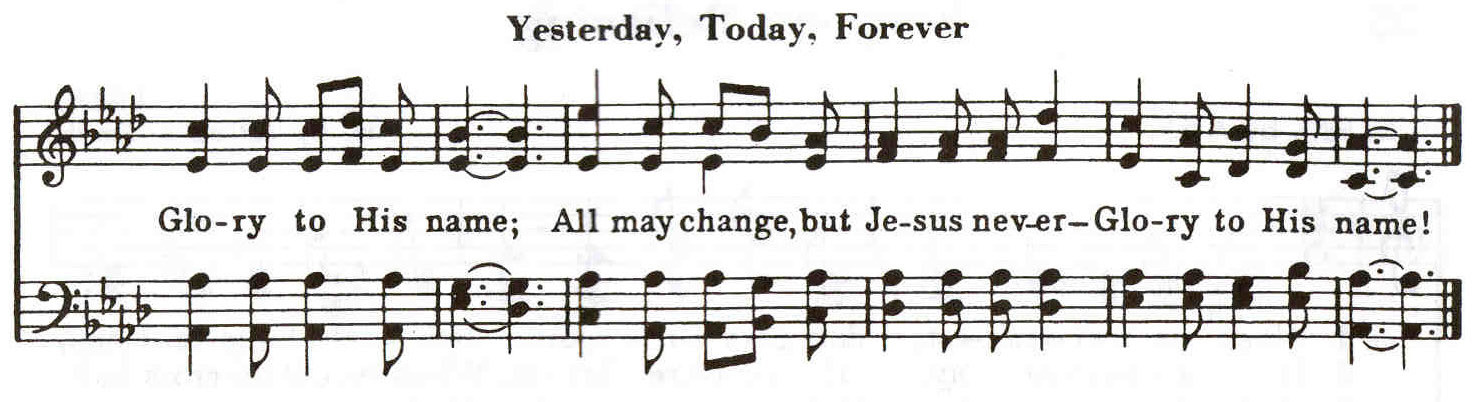 Yesterday, Today, Forever
Glo-ry to His name; All may change, but Je-sus nev-er-Glo-ry to His name!